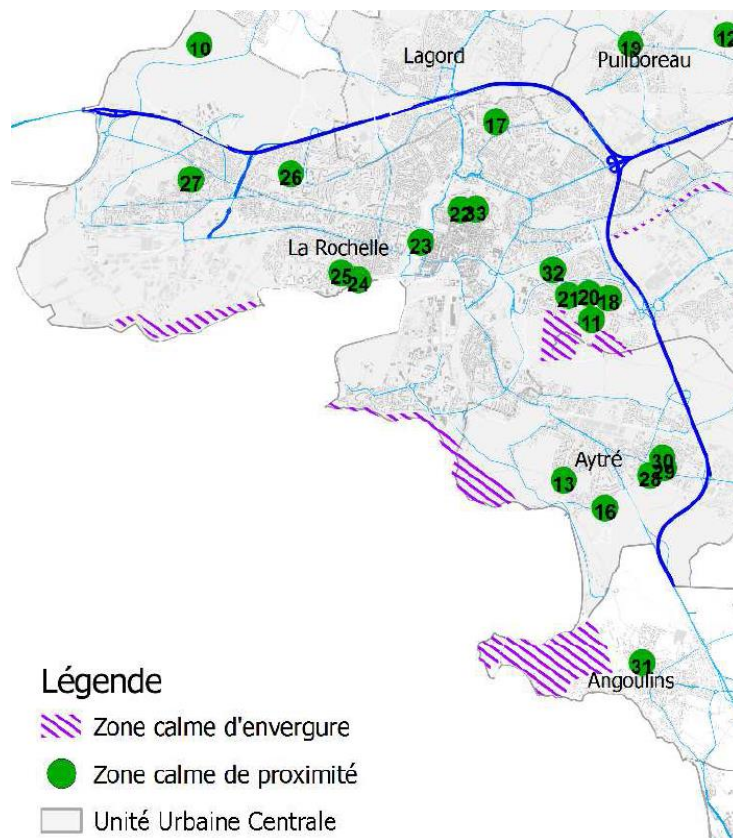 10
19
12
Lagord
Puilboreau
17
26
27
22
33
23
La Rochelle
25
24
32
21
20
18
11
Aytré
30
29
28
13
16
31
Angoulins
Légende
Zone calme d'envergure
Zone calme de proximité
Unité Urbaine Centrale